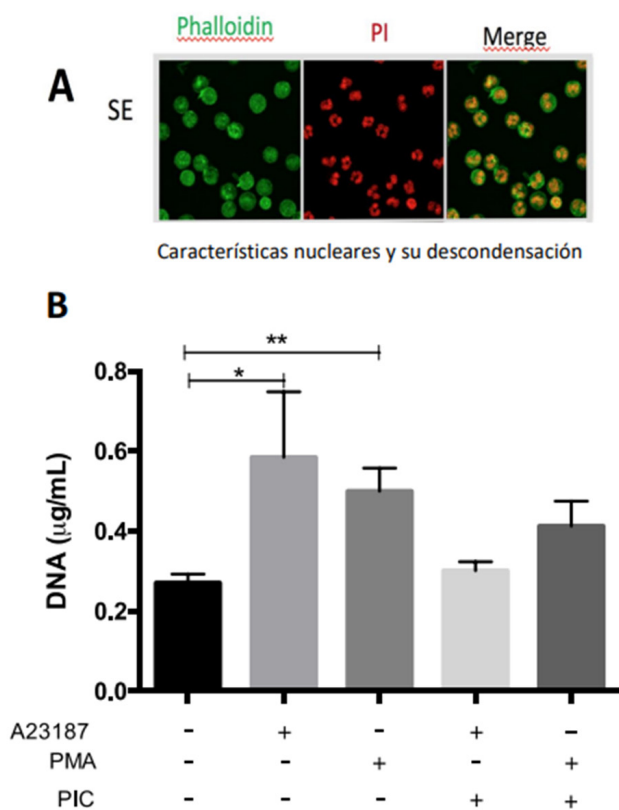 Phalloidin PI Merge
A
SE
Características nucleares y su descondensación
B
**
*
0.8
0.6
0.4
0.2
0.0
DNA (µg/mL)
A23187 - + - + -
PMA - - + - +
PIC - - - + +